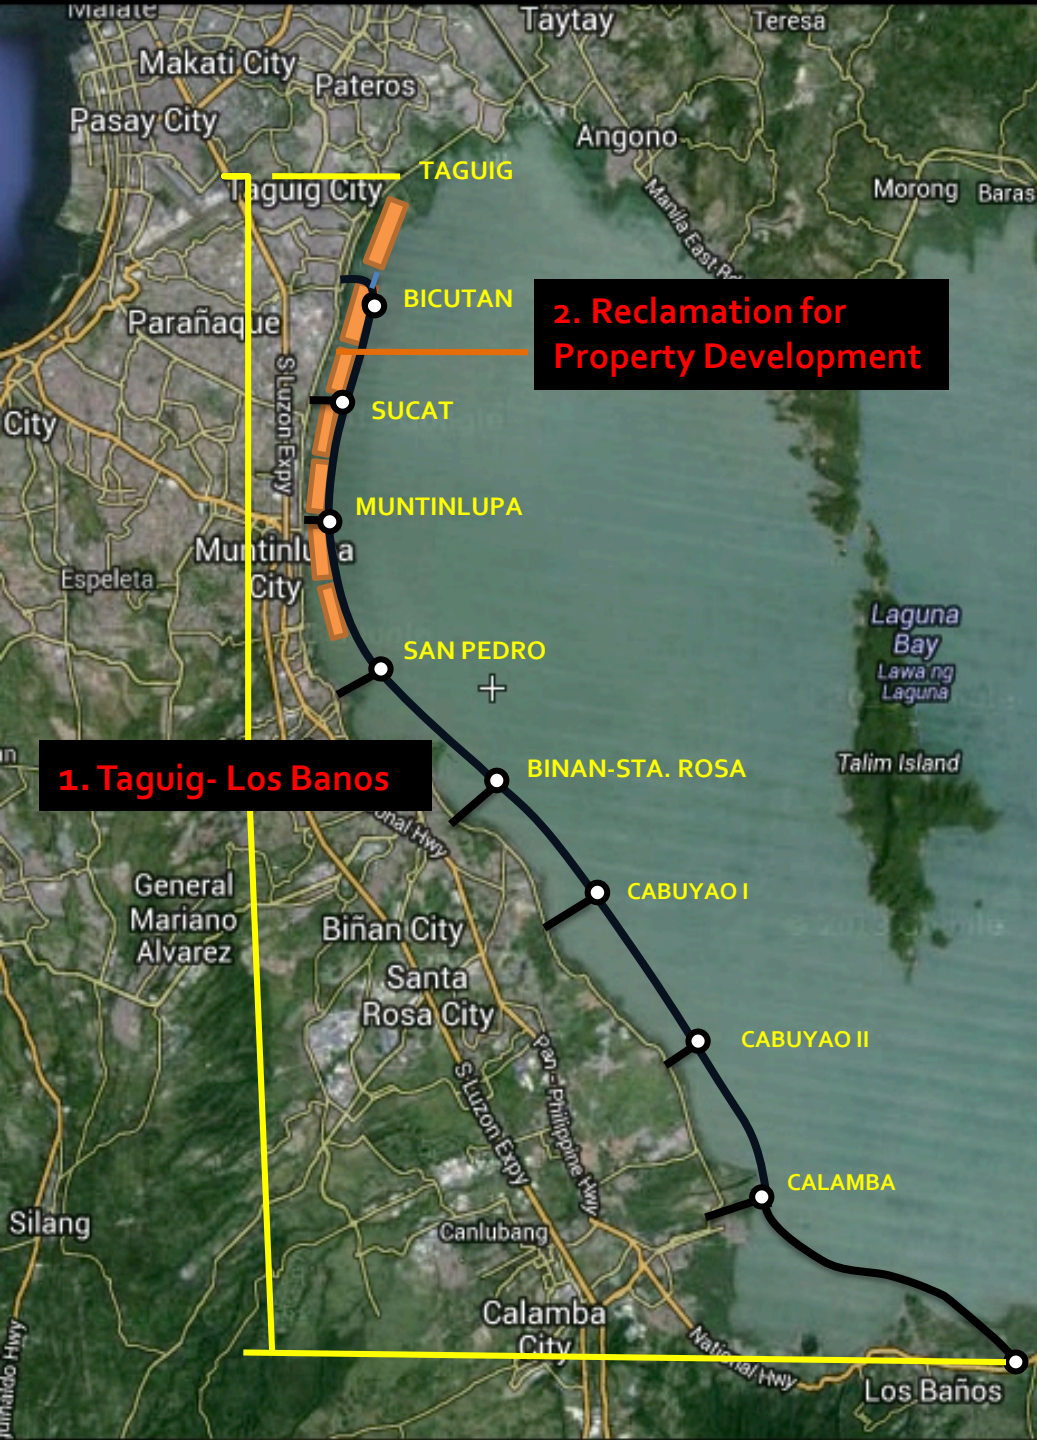 Malate
Taytay
Teresa
Makati City
Pateros
Pasay City
Angono
TAGUIG
Taguig City
Morong
Baras
Manila East Rd
BICUTAN
2. Reclamation for
Property Development
Parañaque
S Luzon Expy
SUCAT
City
MUNTINLUPA
Muntinlupa
City
Espeleta
Laguna
Bay
Lawa ng
Laguna
SAN PEDRO
Talim Island
BINAN-STA. ROSA
1. Taguig- Los Banos
onal Hwy
General
Mariano
Alvarez
CABUYAO I
Biñan City
Santa
Rosa City
CABUYAO II
Pan - Philippine Hwy
S Luzon Expy
CALAMBA
Silang
Canlubang
Calamba
City
National Hwy
Los Baños